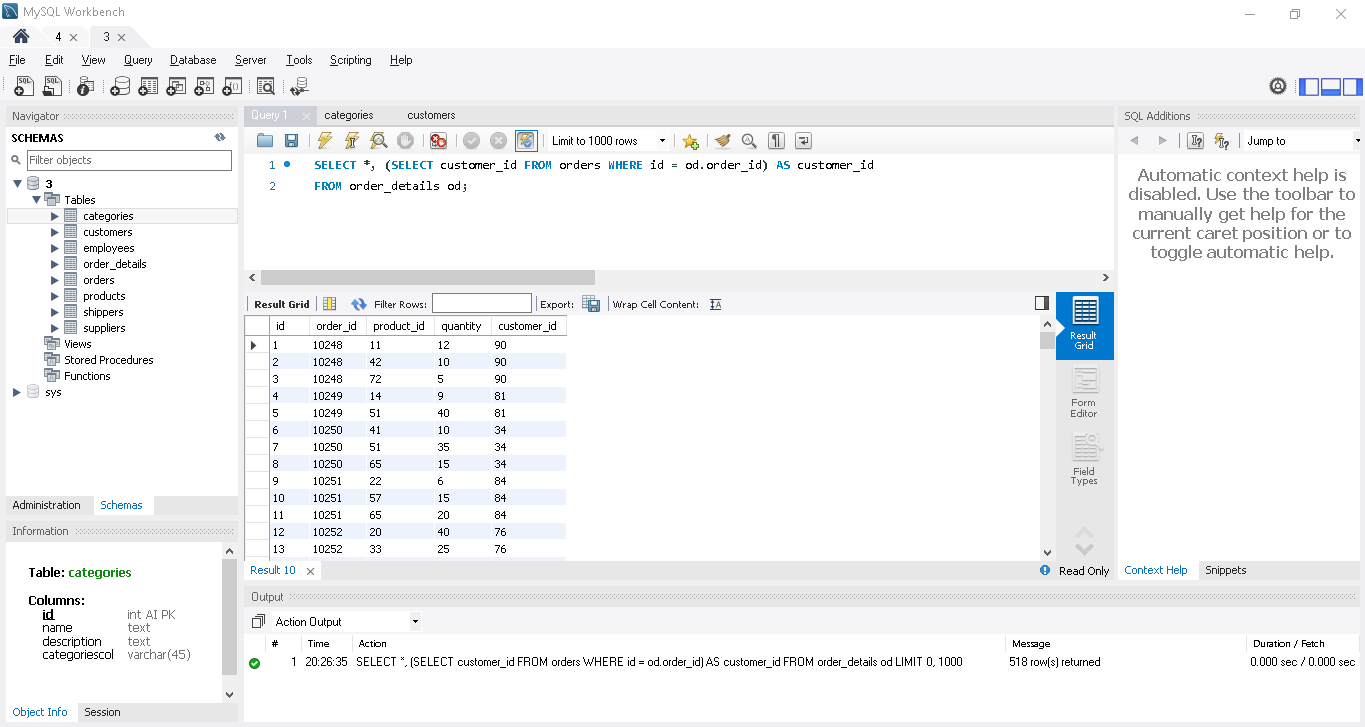 MySQL Workbench
4
3
File Edit View Query Database Server Tools Scripting Help
Navigator
SCHEMAS
Filter objects
3
Tables
categories
customers
employees
order_details
orders
products
shippers
suppliers
Views
Stored Procedures
Functions
sys
Administration Schemas
Information
Table: categories
Columns:
id int AI PK
name text
description text
categoriescol varchar(45)
Object Info Session
Query 1 categories customers
Limit to 1000 rows
1 SELECT *, (SELECT customer_id FROM orders WHERE id = od.order_id) AS customer_id
2 FROM order_details od;
Result Grid Filter Rows: Export: Wrap Cell Content:
id order_id product_id quantity customer_id
1 10248 11 12 90
2 10248 42 10 90
3 10248 72 5 90
4 10249 14 9 81
5 10249 51 40 81
6 10250 41 10 34
7 10250 51 35 34
8 10250 65 15 34
9 10251 22 6 84
10 10251 57 15 84
11 10251 65 20 84
12 10252 20 40 76
13 10252 33 25 76
Result Grid
Form Editor
Field Types
Result 10
Read Only
SQL Additions
Jump to
Automatic context help is
disabled. Use the toolbar to
manually get help for the
current caret position or to
toggle automatic help.
Context Help Snippets
Output
Action Output
# Time Action Message Duration / Fetch
1 20:26:35 SELECT *, (SELECT customer_id FROM orders WHERE id = od.order_id) AS customer_id FROM order_details od LIMIT 0, 1000 518 row(s) returned 0.000 sec / 0.000 sec